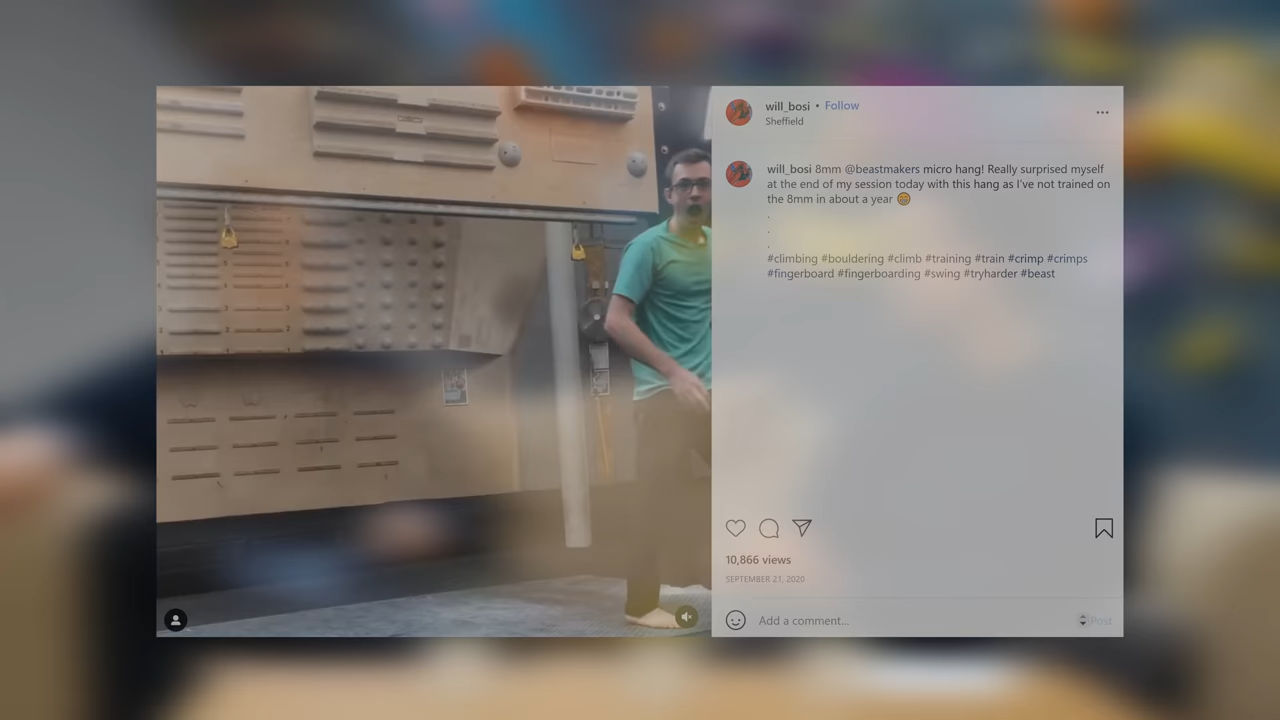 will_bosi • Follow
Sheffield
will_bosi 8mm @beastmakers micro hang! Really surprised myself
at the end of my session today with this hang as I've not trained on
the 8mm in about a year 😁
.
.
.
#climbing #bouldering #climb #training #train #crimp #crimps
#fingerboard #fingerboarding #swing #tryharder #beast
10,866 views
SEPTEMBER 21, 2020
Add a comment...
Post